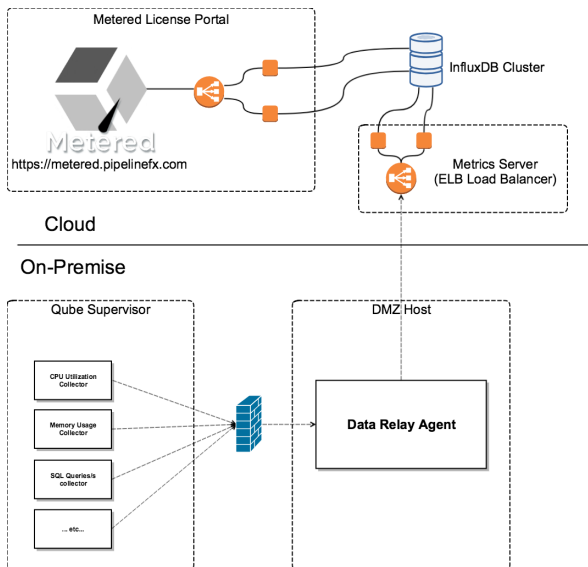 Metered License Portal
Metered
https://metered.pipelinefx.com
InfluxDB Cluster
Metrics Server
(ELB Load Balancer)
Cloud
On-Premise
Qube Supervisor
CPU Utilization
Collector
Memory Usage
Collector
SQL Queries/s
collector
... etc...
DMZ Host
Data Relay Agent